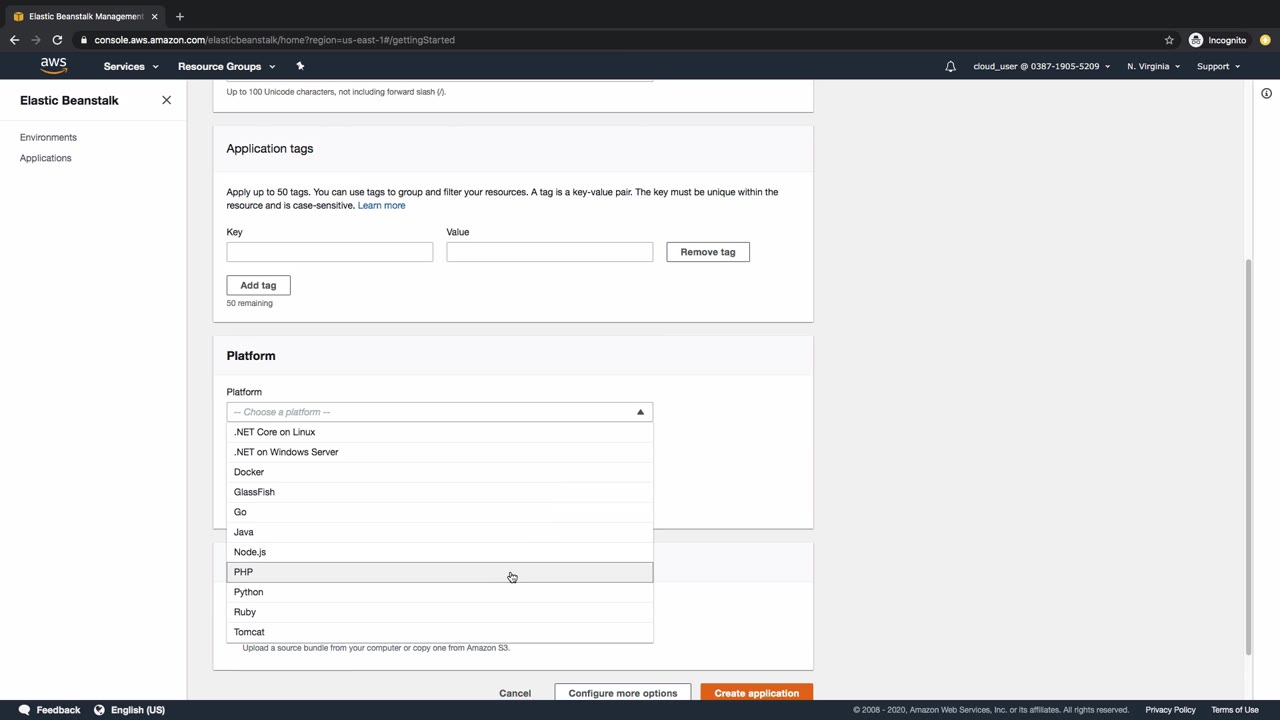 Elastic Beanstalk Management
console.aws.amazon.com/elasticbeanstalk/home?region=us-east-1#/gettingStarted
Incognito
aws
Services
Resource Groups
cloud_user @ 0387-1905-5209
N. Virginia
Support
Elastic Beanstalk
Environments
Applications
Up to 100 Unicode characters, not including forward slash (/).
Application tags
Apply up to 50 tags. You can use tags to group and filter your resources. A tag is a key-value pair. The key must be unique within the
resource and is case-sensitive. Learn more
Key
Value
Remove tag
Add tag
50 remaining
Platform
Platform
-- Choose a platform --
.NET Core on Linux
.NET on Windows Server
Docker
GlassFish
Go
Java
Node.js
PHP
Python
Ruby
Tomcat
Upload a source bundle from your computer or copy one from Amazon S3.
Cancel
Configure more options
Create application
Feedback
English (US)
© 2008 - 2020, Amazon Web Services, Inc. or its affiliates. All rights reserved.
Privacy Policy
Terms of Use